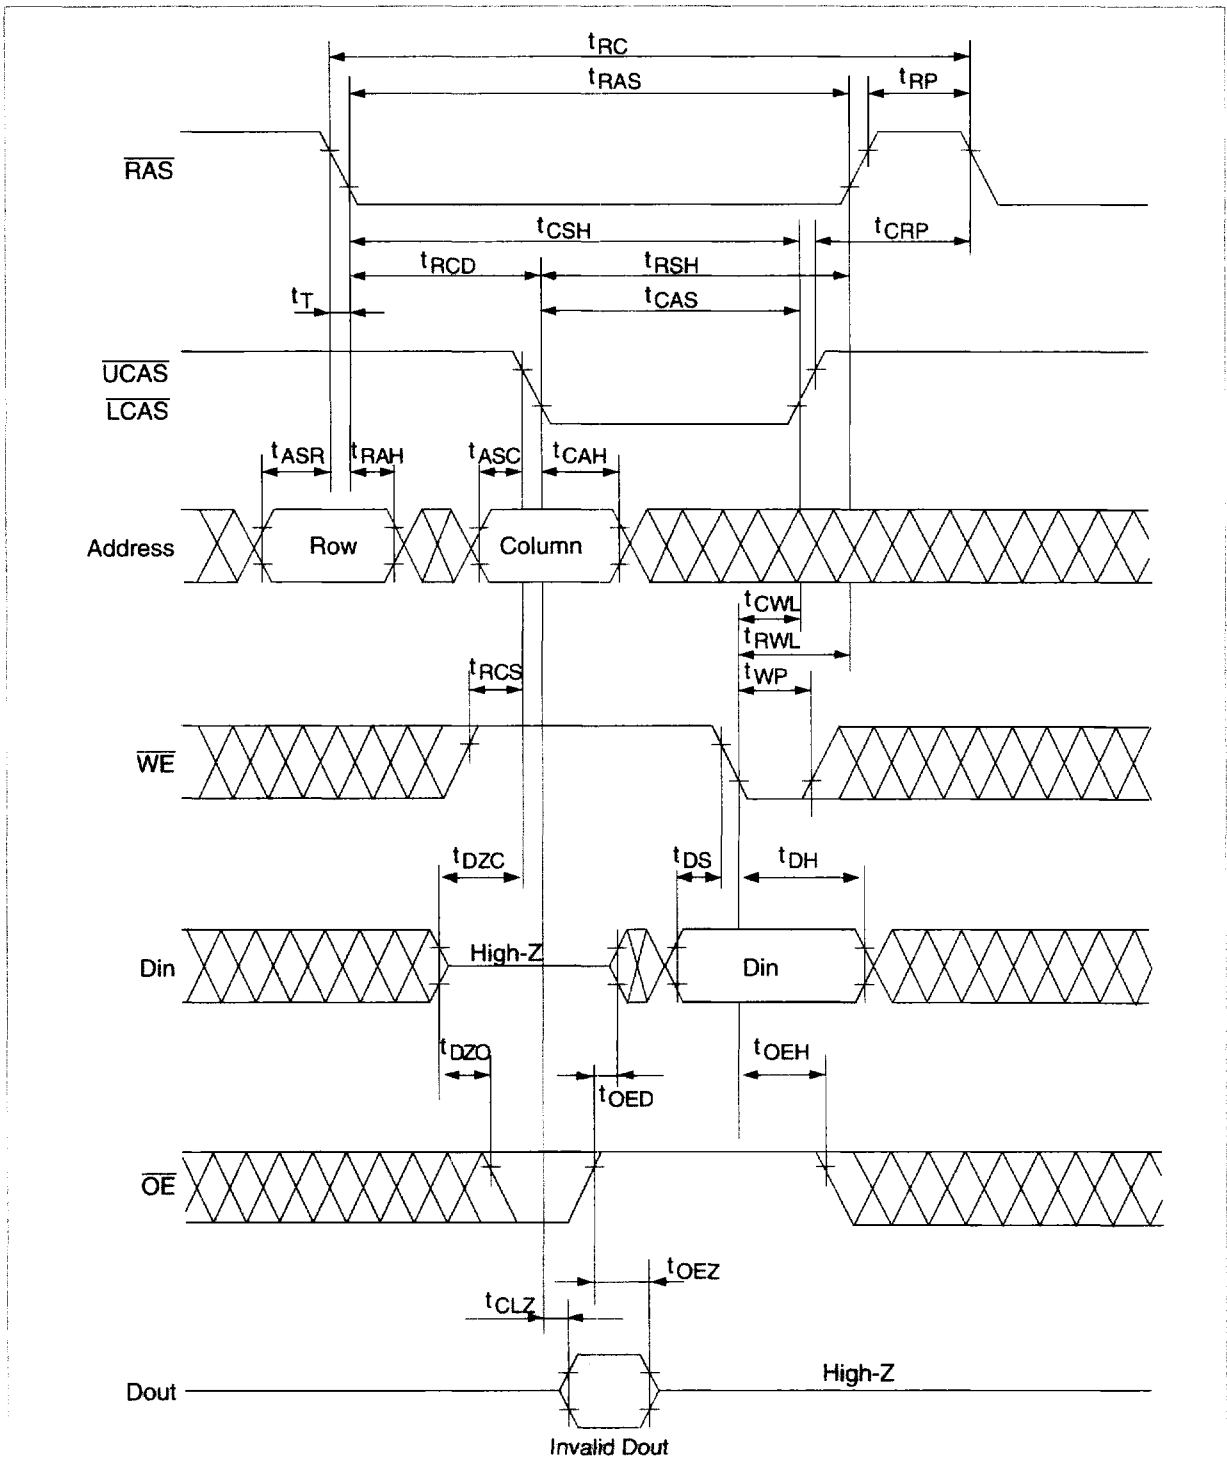 tRC
tRAS
tRP
RAS
tCSH
tCRP
tRCD
tRSH
tT
tCAS
UCAS
LCAS
tASR
tRAH
tASC
tCAH
Address
Row
Column
tCWL
tRWL
tRCS
tWP
WE
tDZC
tDS
tDH
High-Z
Din
Din
tDZO
tOED
tOEH
OE
tOEZ
tCLZ
Dout
High-Z
Invalid Dout